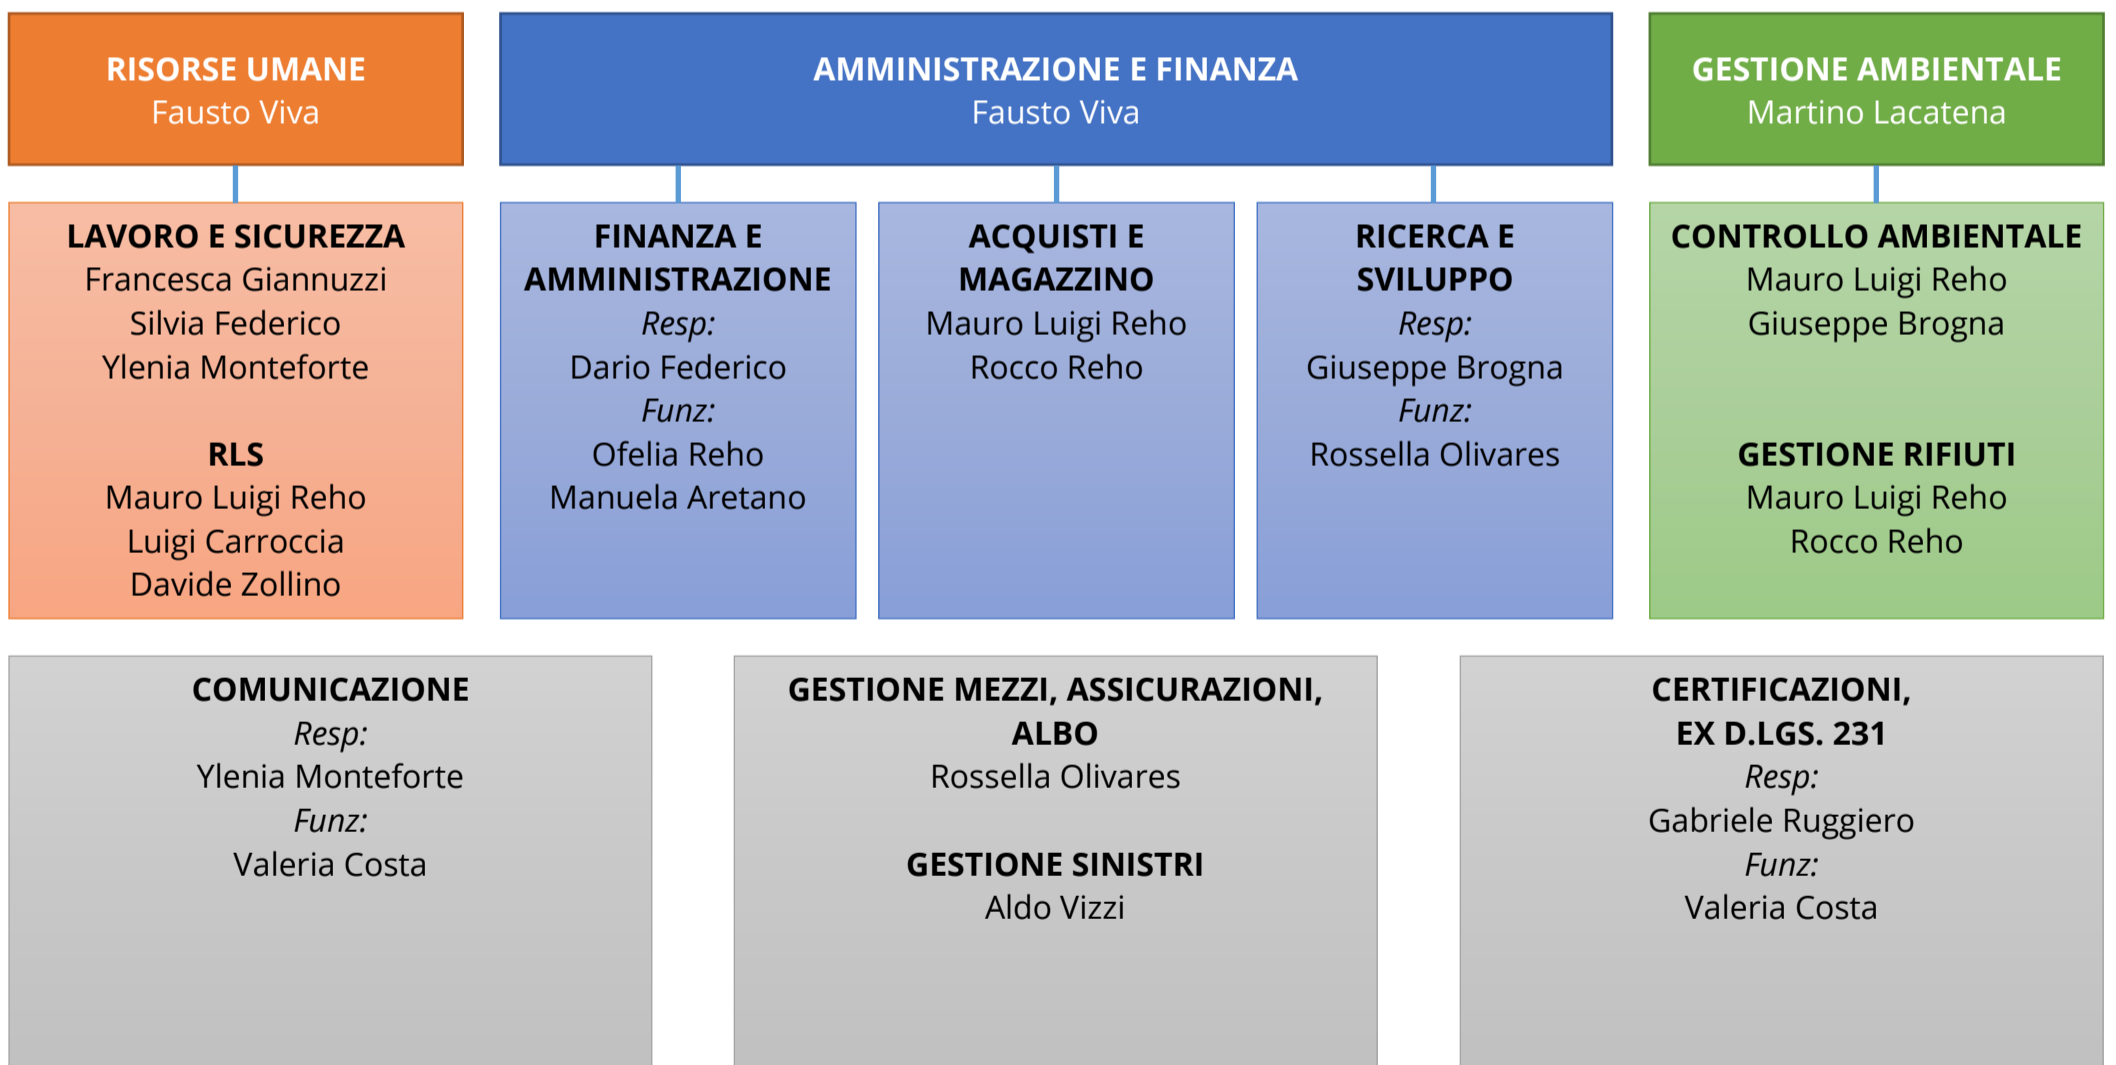 RISORSE UMANE
Fausto Viva
AMMINISTRAZIONE E FINANZA
Fausto Viva
GESTIONE AMBIENTALE
Martino Lacatena
LAVORO E SICUREZZA
Francesca Giannuzzi
Silvia Federico
Ylenia Monteforte
RLS
Mauro Luigi Reho
Luigi Carroccia
Davide Zollino
FINANZA E
AMMINISTRAZIONE
Resp:
Dario Federico
Funz:
Ofelia Reho
Manuela Aretano
ACQUISTI E
MAGAZZINO
Mauro Luigi Reho
Rocco Reho
RICERCA E
SVILUPPO
Resp:
Giuseppe Brogna
Funz:
Rossella Olivares
CONTROLLO AMBIENTALE
Mauro Luigi Reho
Giuseppe Brogna
GESTIONE RIFIUTI
Mauro Luigi Reho
Rocco Reho
COMUNICAZIONE
Resp:
Ylenia Monteforte
Funz:
Valeria Costa
GESTIONE MEZZI, ASSICURAZIONI,
ALBO
Rossella Olivares
GESTIONE SINISTRI
Aldo Vizzi
CERTIFICAZIONI,
EX D.LGS. 231
Resp:
Gabriele Ruggiero
Funz:
Valeria Costa